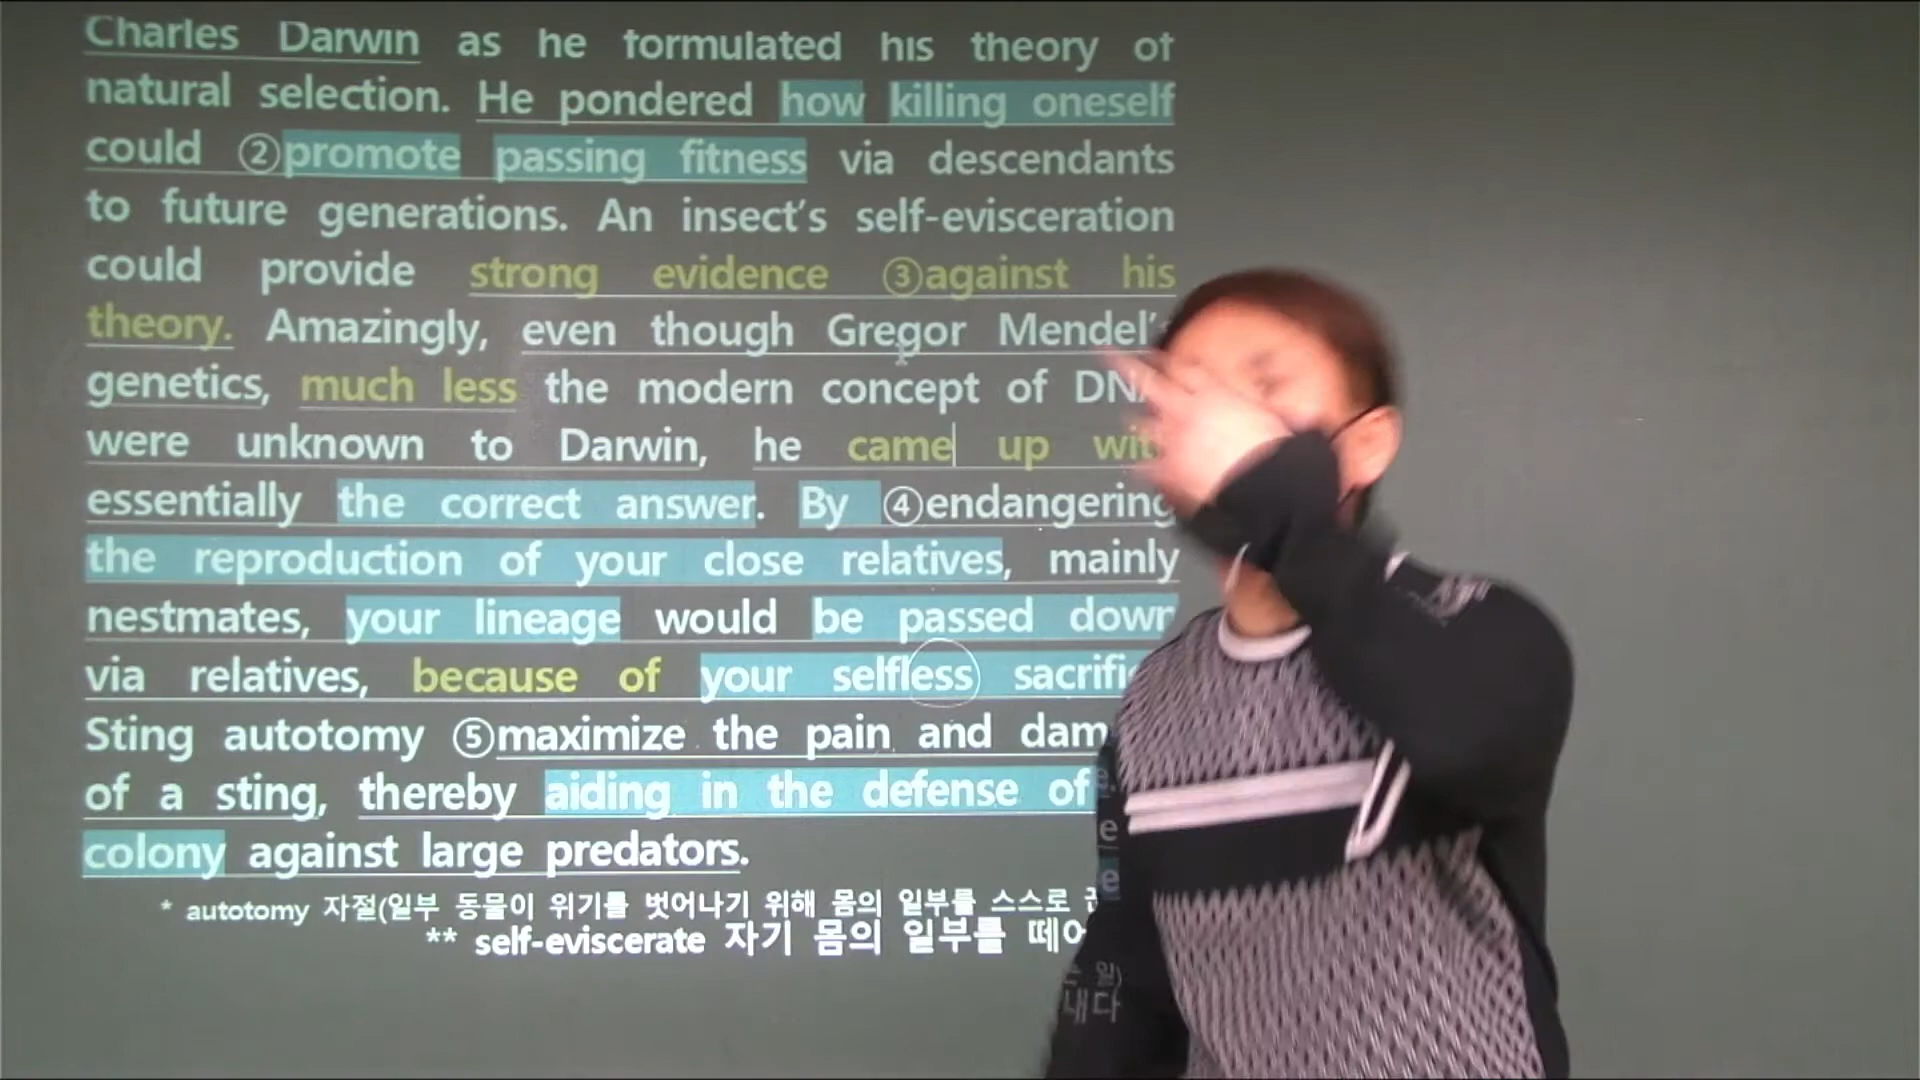 Charles Darwin as he formulated his theory of
natural selection. He pondered how killing oneself
could ②promote passing fitness via descendants
to future generations. An insect's self-evisceration
could provide strong evidence ③against his
theory. Amazingly, even though Gregor Mendel's
genetics, much less the modern concept of
were unknown to Darwin, he came up
essentially the correct answer. By ④endangering
the reproduction of your close relatives, mainly
nestmates, your lineage would be passed down
via relatives, because of your selfless
Sting autotomy ⑤maximize the pain and
of a sting, thereby aiding in the defense of
colony against large predators.
* autotomy 자절(일부 동물이 위기를 벗어나기 위해 몸의 일부를 스스로
일)
** self-eviscerate 자기 몸의 일부를
내다